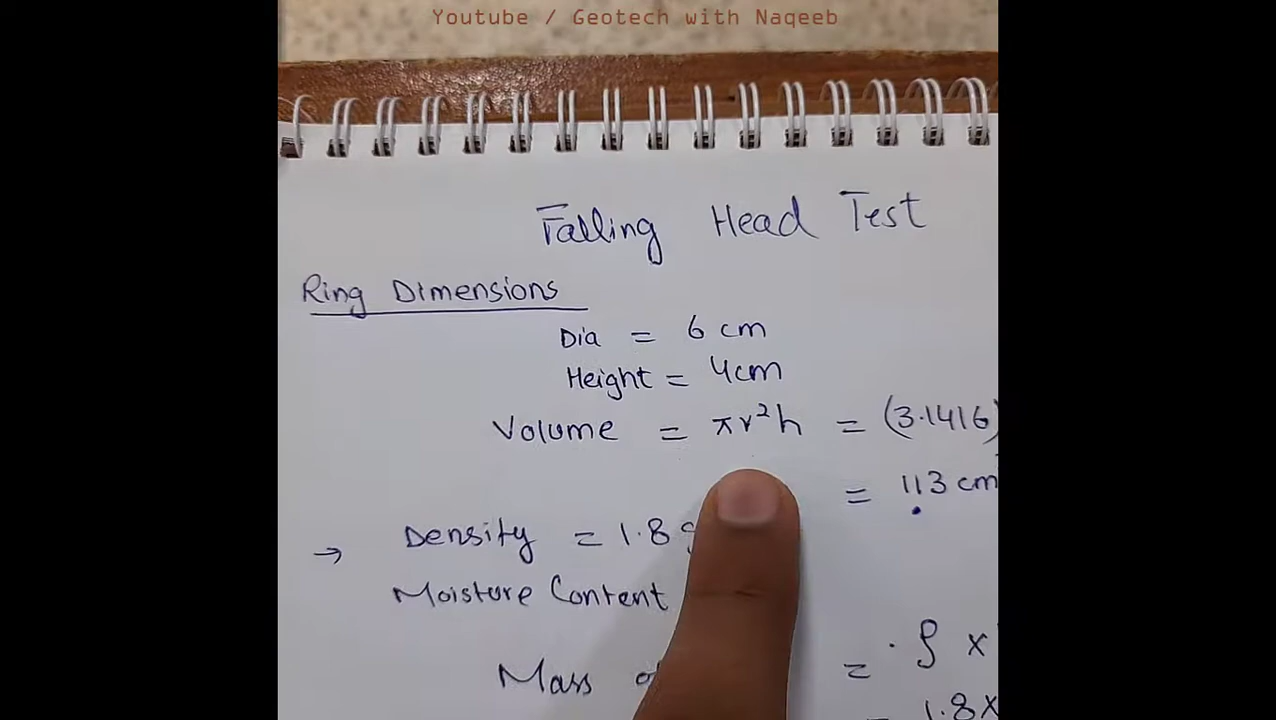 Youtube / Geotech with Naqeeb
Falling Head Test
Ring Dimensions
Dia = 6 cm
Height = 4cm
Volume = πr²h = (3.1416)
= 113 cm
→ Density = 1.8 g
Moisture Content
Mass = ρ x
= 1.8x